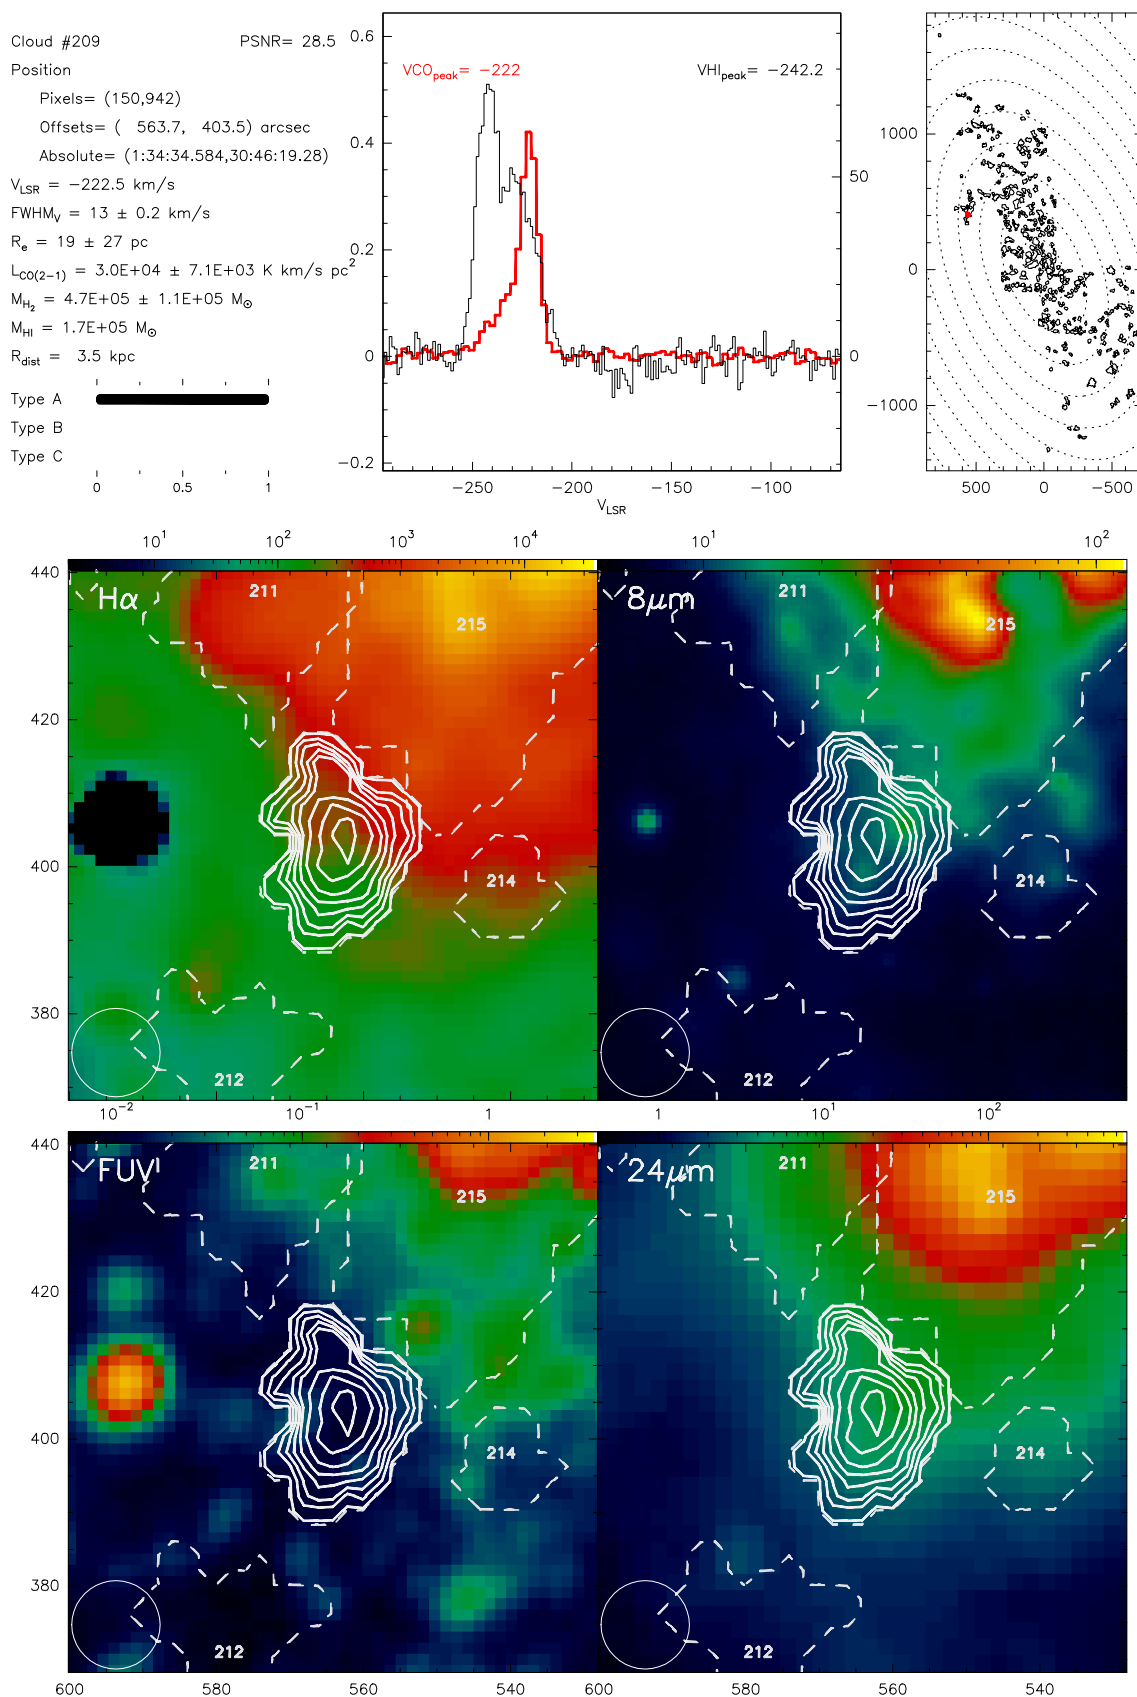 Cloud #209 PSNR= 28.5
Position
Pixels= (150,942)
Offsets= ( 563.7, 403.5) arcsec
Absolute= (1:34:34.584,30:46:19.28)
V_LSR = −222.5 km/s
FWHM_V = 13 ± 0.2 km/s
R_e = 19 ± 27 pc
L_CO(2−1) = 3.0E+04 ± 7.1E+03 K km/s pc²
M_H₂ = 4.7E+05 ± 1.1E+05 M⊙
M_HI = 1.7E+05 M⊙
R_dist = 3.5 kpc
Type A
Type B
Type C
0 0.5 1
VCO_peak= −222 VHI_peak= −242.2
0.6
0.4
0.2
0
−0.2
50
0
−250 −200 −150 −100
V_LSR
1000
0
−1000
500 0 −500
10¹ 10² 10³ 10⁴
10¹ 10²
Hα 211 215 214 212
8μm 211 215 214 212
440
420
400
380
10⁻² 10⁻¹ 1
1 10¹ 10²
FUV 211 215 214 212
24μm 211 215 214 212
440
420
400
380
600 580 560 540
600 580 560 540